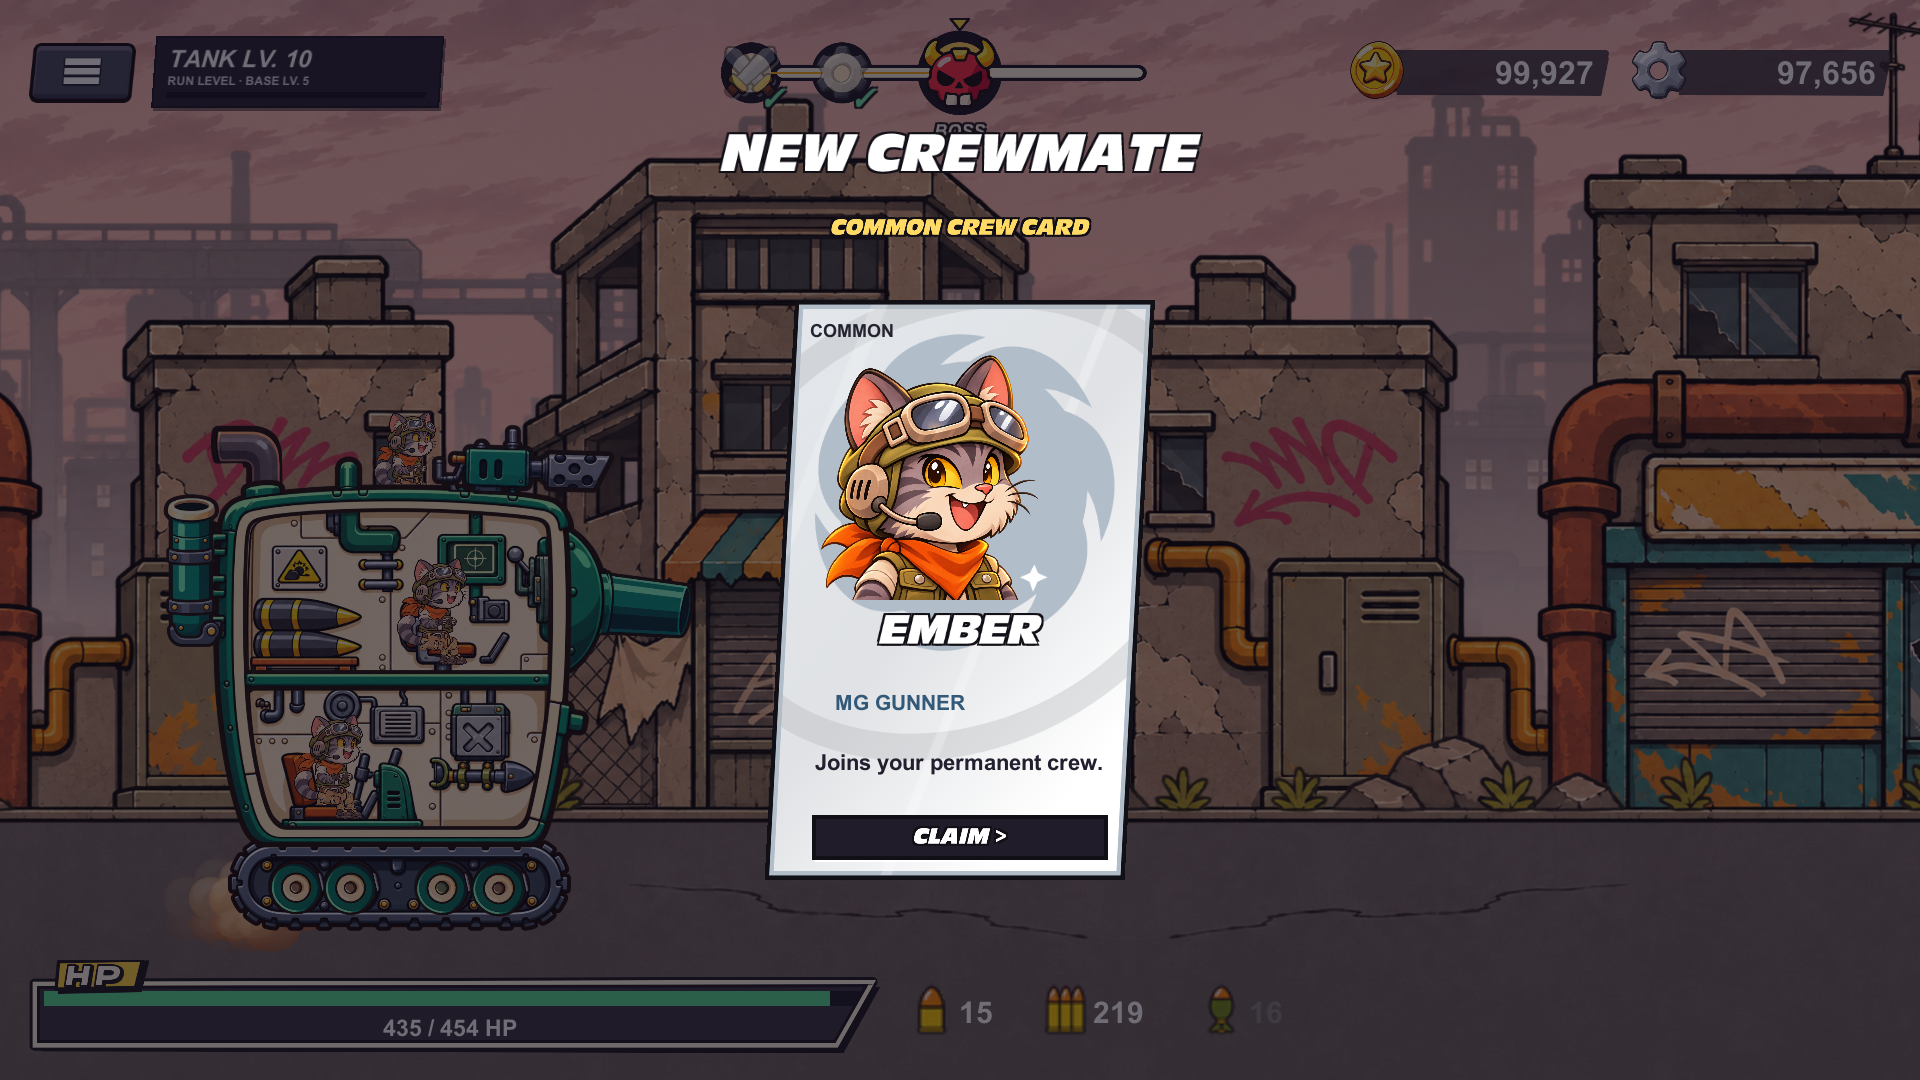 TANK LV. 10
RUN LEVEL · BASE LV. 5
99,927
97,656
BOSS
NEW CREWMATE
COMMON CREW CARD
COMMON
EMBER
MG GUNNER
Joins your permanent crew.
CLAIM >
HP
435 / 454 HP
15
219
16